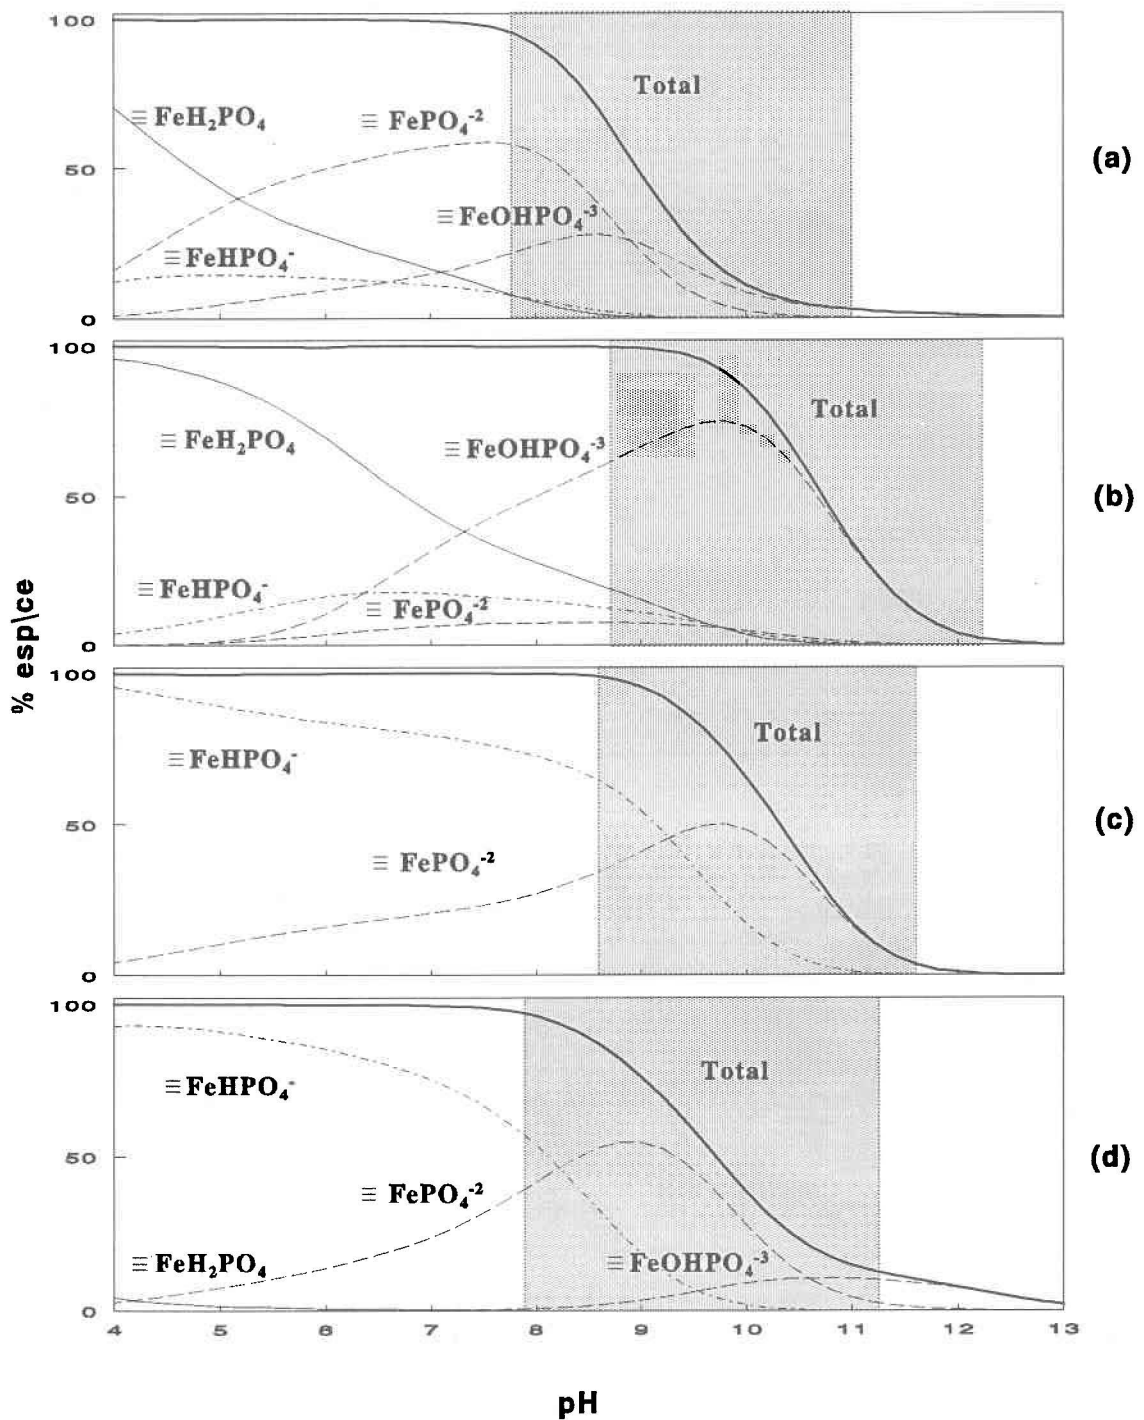 100
Total
≡ FeH₂PO₄
≡ FePO₄⁻²
(a)
50
≡ FeOHPO₄⁻³
≡ FeHPO₄⁻
0
100
Total
≡ FeH₂PO₄
≡ FeOHPO₄⁻³
50
(b)
≡ FeHPO₄⁻
≡ FePO₄⁻²
0
% esp\ce
100
Total
≡ FeHPO₄⁻
50
(c)
≡ FePO₄⁻²
0
100
Total
≡ FeHPO₄⁻
50
(d)
≡ FePO₄⁻²
≡ FeH₂PO₄
≡ FeOHPO₄⁻³
0
4 5 6 7 8 9 10 11 12 13
pH